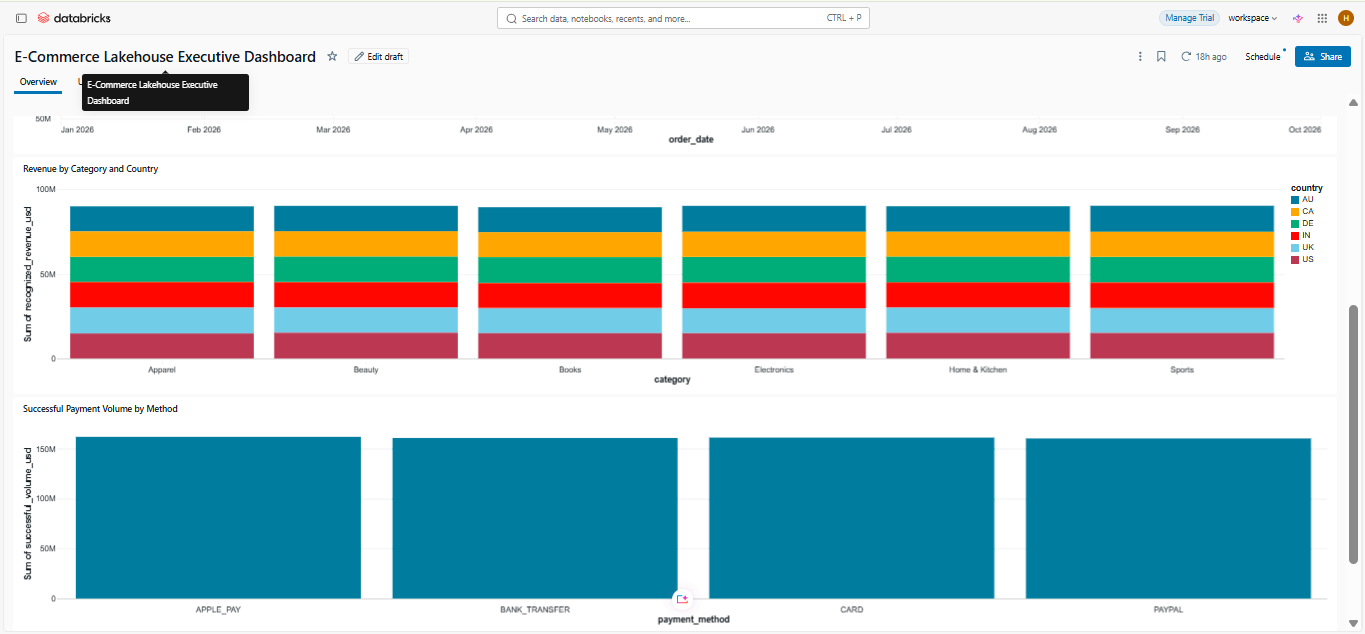 databricks
Search data, notebooks, recents, and more...
CTRL + P
Manage Trial
workspace
H
E-Commerce Lakehouse Executive Dashboard
Edit draft
18h ago
Schedule
Share
Overview
E-Commerce Lakehouse Executive
Dashboard
50M
Jan 2026 Feb 2026 Mar 2026 Apr 2026 May 2026 Jun 2026 Jul 2026 Aug 2026 Sep 2026 Oct 2026
order_date
Revenue by Category and Country
Sum of recognized_revenue_usd
100M
50M
0
Apparel Beauty Books Electronics Home & Kitchen Sports
category
country
AU
CA
DE
IN
UK
US
Successful Payment Volume by Method
Sum of successful_volume_usd
150M
100M
50M
0
APPLE_PAY BANK_TRANSFER CARD PAYPAL
payment_method